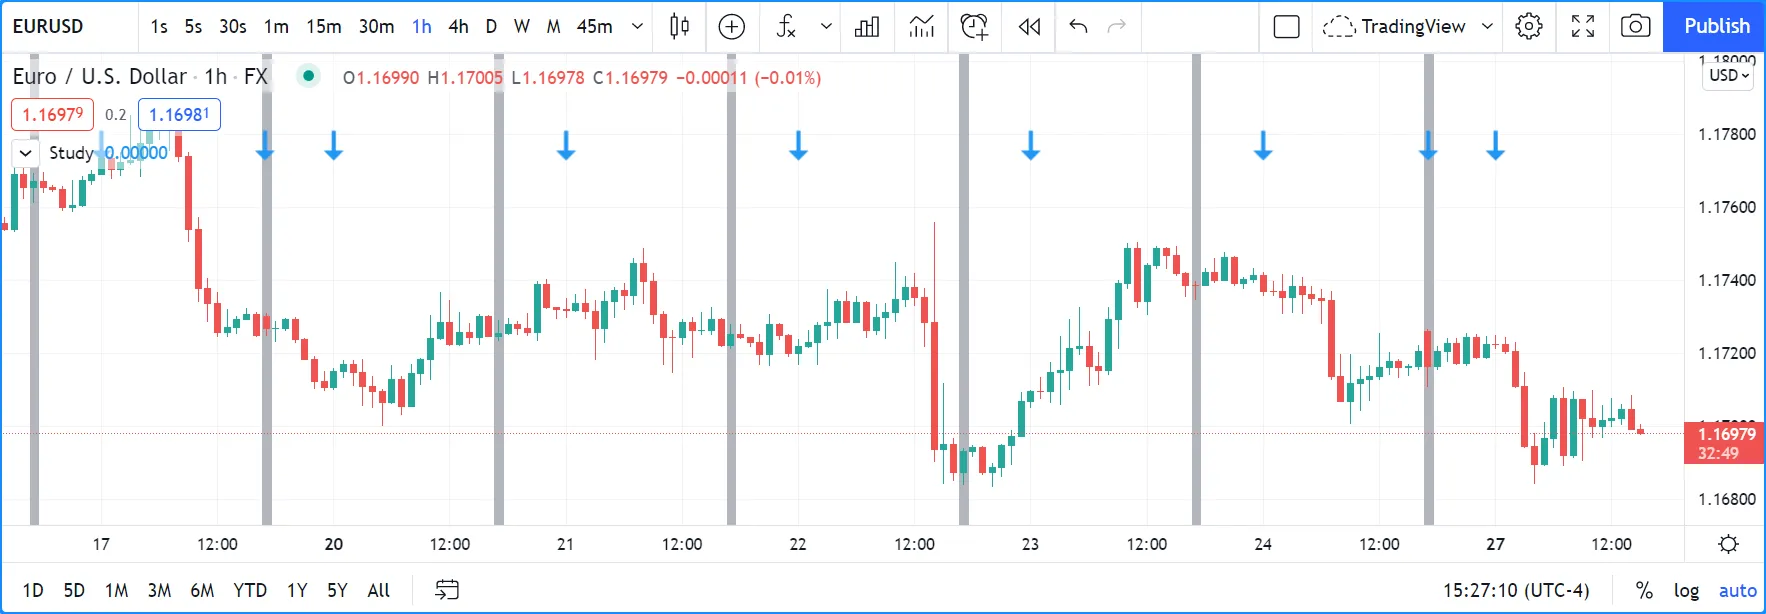 EURUSD 1s 5s 30s 1m 15m 30m 1h 4h D W M 45m TradingView Publish
Euro / U.S. Dollar · 1h · FX O1.16990 H1.17005 L1.16978 C1.16979 −0.00011 (−0.01%)
1.16979 0.2 1.16981
Study 0.00000
1.18000
USD
1.17800
1.17600
1.17400
1.17200
1.16979
32:49
1.16800
17 12:00 20 12:00 21 12:00 22 12:00 23 12:00 24 12:00 27 12:00
1D 5D 1M 3M 6M YTD 1Y 5Y All 15:27:10 (UTC-4) % log auto